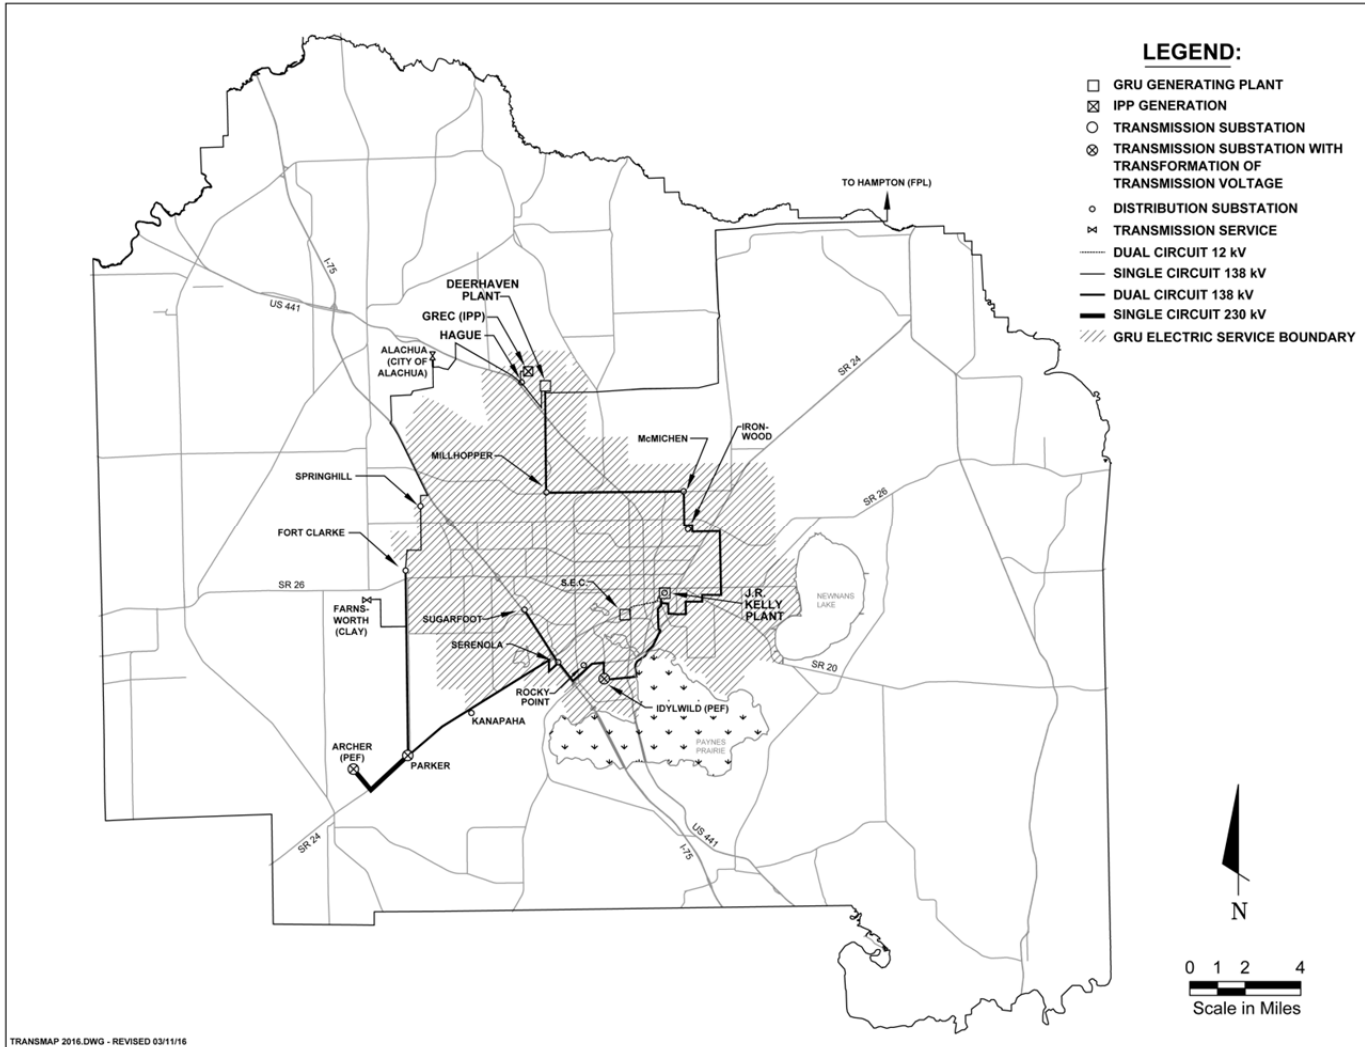 LEGEND:
GRU GENERATING PLANT
IPP GENERATION
TRANSMISSION SUBSTATION
TRANSMISSION SUBSTATION WITH
TRANSFORMATION OF
TRANSMISSION VOLTAGE
DISTRIBUTION SUBSTATION
TRANSMISSION SERVICE
DUAL CIRCUIT 12 kV
SINGLE CIRCUIT 138 kV
DUAL CIRCUIT 138 kV
SINGLE CIRCUIT 230 kV
GRU ELECTRIC SERVICE BOUNDARY
TO HAMPTON (FPL)
I-75
US 441
DEERHAVEN
PLANT
GREC (IPP)
HAGUE
ALACHUA
(CITY OF
ALACHUA)
SR 24
McMICHEN
IRON-
WOOD
MILLHOPPER
SPRINGHILL
SR 26
FORT CLARKE
SR 26
S.E.C.
J.R.
KELLY
PLANT
NEWNANS
LAKE
FARNS-
WORTH
(CLAY)
SUGARFOOT
SERENOLA
SR 20
ROCKY
POINT
IDYLWILD (PEF)
KANAPAHA
PAYNES
PRAIRIE
ARCHER
(PEF)
PARKER
SR 24
US 441
I-75
N
0 1 2 4
Scale in Miles
TRANSMAP 2016.DWG - REVISED 03/11/16